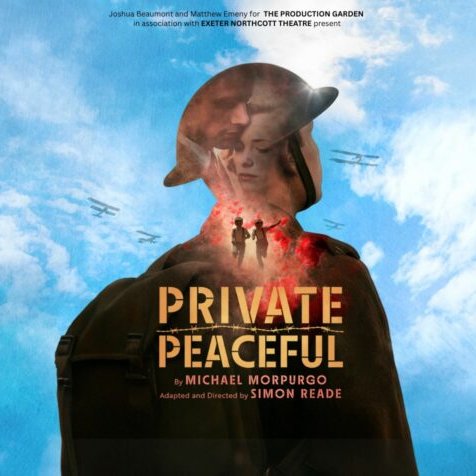 Joshua Beaumont and Matthew Emeny for THE PRODUCTION GARDEN
in association with EXETER NORTHCOTT THEATRE present
PRIVATE
PEACEFUL
By MICHAEL MORPURGO
Adapted and Directed by SIMON READE